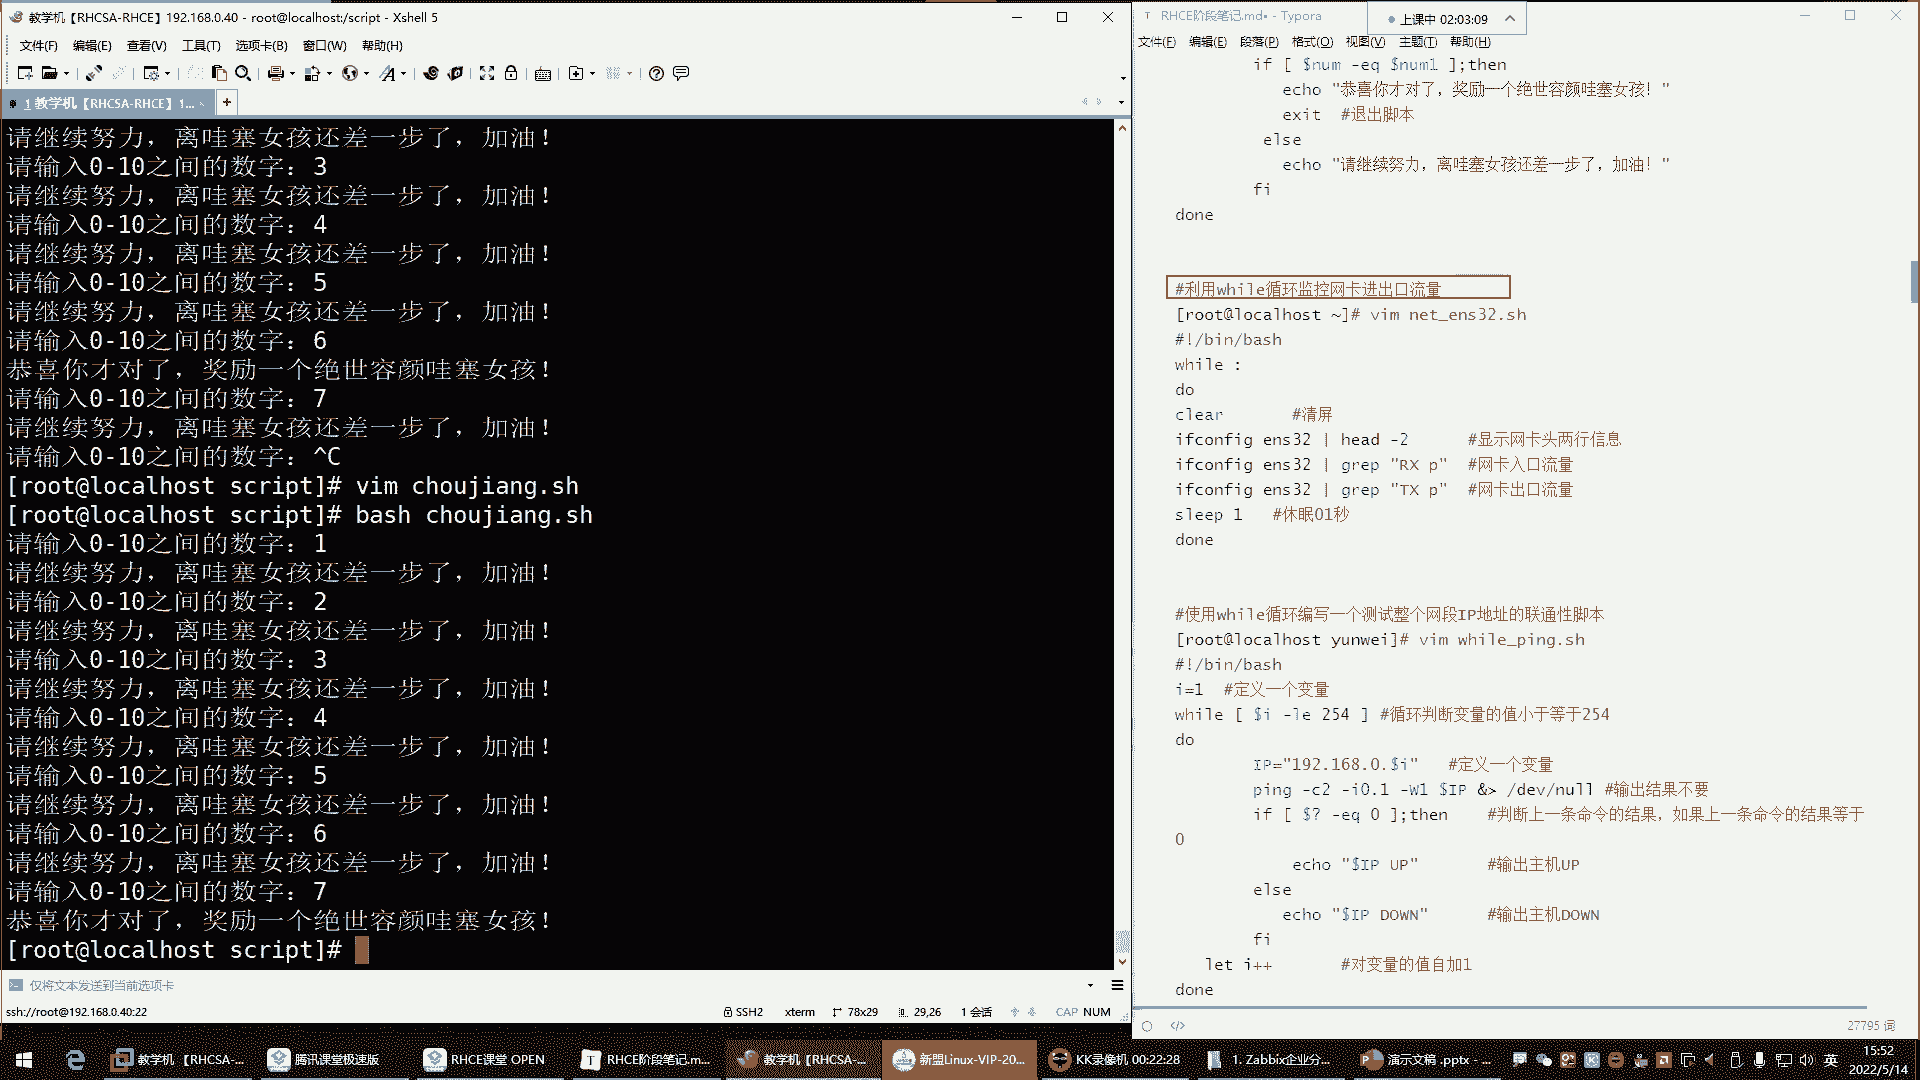 教学机【RHCSA-RHCE】192.168.0.40 - root@localhost:/script - Xshell 5
文件(F) 编辑(E) 查看(V) 工具(T) 选项卡(B) 窗口(W) 帮助(H)
1 教学机【RHCSA-RHCE】1...
请继续努力，离哇塞女孩还差一步了，加油！
请输入0-10之间的数字：3
请继续努力，离哇塞女孩还差一步了，加油！
请输入0-10之间的数字：4
请继续努力，离哇塞女孩还差一步了，加油！
请输入0-10之间的数字：5
请继续努力，离哇塞女孩还差一步了，加油！
请输入0-10之间的数字：6
恭喜你才对了，奖励一个绝世容颜哇塞女孩！
请输入0-10之间的数字：7
请继续努力，离哇塞女孩还差一步了，加油！
请输入0-10之间的数字：^C
[root@localhost script]# vim choujiang.sh
[root@localhost script]# bash choujiang.sh
请输入0-10之间的数字：1
请继续努力，离哇塞女孩还差一步了，加油！
请输入0-10之间的数字：2
请继续努力，离哇塞女孩还差一步了，加油！
请输入0-10之间的数字：3
请继续努力，离哇塞女孩还差一步了，加油！
请输入0-10之间的数字：4
请继续努力，离哇塞女孩还差一步了，加油！
请输入0-10之间的数字：5
请继续努力，离哇塞女孩还差一步了，加油！
请输入0-10之间的数字：6
请继续努力，离哇塞女孩还差一步了，加油！
请输入0-10之间的数字：7
恭喜你才对了，奖励一个绝世容颜哇塞女孩！
[root@localhost script]#
仅将文本发送到当前选项卡
ssh://root@192.168.0.40:22 SSH2 xterm 78x29 29,26 1 会话 CAP NUM
RHCE阶段笔记.md• - Typora
上课中 02:03:09
文件(F) 编辑(E) 段落(P) 格式(O) 视图(V) 主题(T) 帮助(H)
if [ $num -eq $num1 ];then
echo "恭喜你才对了，奖励一个绝世容颜哇塞女孩！"
exit #退出脚本
else
echo "请继续努力，离哇塞女孩还差一步了，加油！"
fi
done
#利用while循环监控网卡进出口流量
[root@localhost ~]# vim net_ens32.sh
#!/bin/bash
while :
do
clear #清屏
ifconfig ens32 | head -2 #显示网卡头两行信息
ifconfig ens32 | grep "RX p" #网卡入口流量
ifconfig ens32 | grep "TX p" #网卡出口流量
sleep 1 #休眠01秒
done
#使用while循环编写一个测试整个网段IP地址的联通性脚本
[root@localhost yunwei]# vim while_ping.sh
#!/bin/bash
i=1 #定义一个变量
while [ $i -le 254 ] #循环判断变量的值小于等于254
do
IP="192.168.0.$i" #定义一个变量
ping -c2 -i0.1 -W1 $IP &> /dev/null #输出结果不要
if [ $? -eq 0 ];then #判断上一条命令的结果，如果上一条命令的结果等于
0
echo "$IP UP" #输出主机UP
else
echo "$IP DOWN" #输出主机DOWN
fi
let i++ #对变量的值自加1
done
27795 词
教学机【RHCSA-... 腾讯课堂极速版 RHCE课堂 OPEN RHCE阶段笔记.m... 教学机【RHCSA-... 新盟Linux-VIP-20... KK录像机 00:22:28 1. Zabbix企业分... 演示文稿 .pptx - ... 英
15:52
2022/5/14